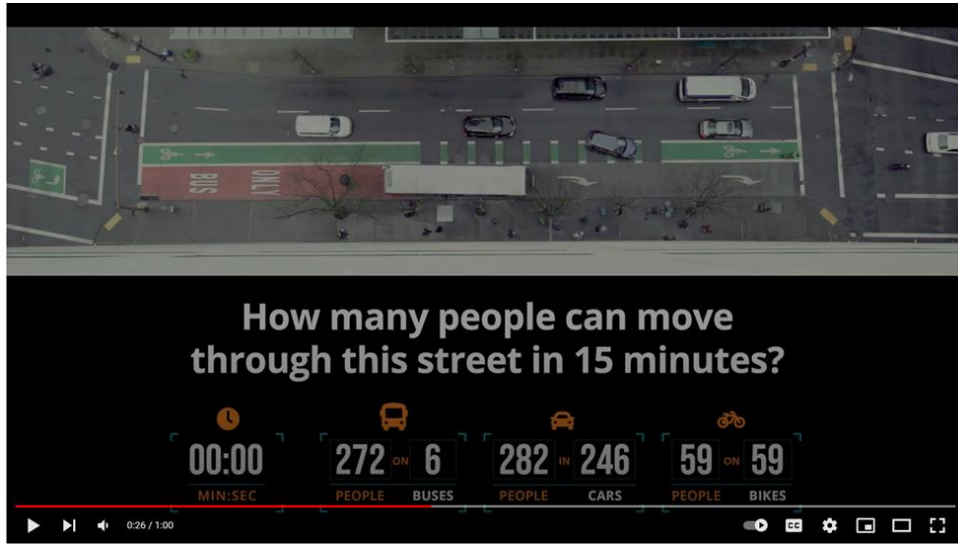 BUS
ONLY
How many people can move
through this street in 15 minutes?
00:00
MIN:SEC
272 ON 6
PEOPLE BUSES
282 IN 246
PEOPLE CARS
59 ON 59
PEOPLE BIKES
0:26 / 1:00
CC